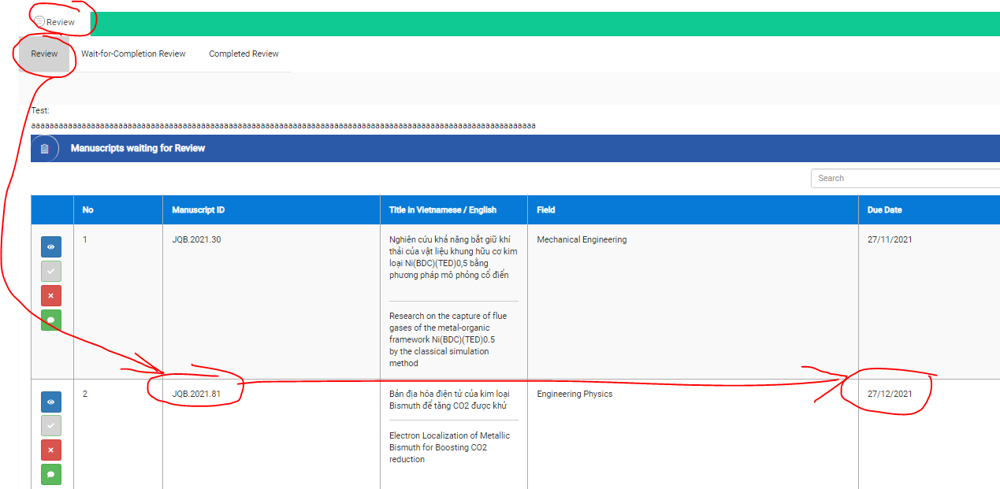 Review
Review Wait-for-Completion Review Completed Review
Test:
aaaaaaaaaaaaaaaaaaaaaaaaaaaaaaaaaaaaaaaaaaaaaaaaaaaaaaaaaaaaaaaaaaaaaaaaaaaaaaaaaaaaaaaaaaaaaaaaaaaaaaaaaaaaaa
Manuscripts waiting for Review
Search
No Manuscript ID Title in Vietnamese / English Field Due Date
1 JQB.2021.30 Nghiên cứu khả năng bắt giữ khí Mechanical Engineering 27/11/2021
thải của vật liệu khung hữu cơ kim
loại Ni(BDC)(TED)0,5 bằng
phương pháp mô phỏng cổ điển
Research on the capture of flue
gases of the metal-organic
framework Ni(BDC)(TED)0.5
by the classical simulation
method
2 JQB.2021.81 Bản địa hóa điện tử của kim loại Engineering Physics 27/12/2021
Bismuth để tăng CO2 được khử
Electron Localization of Metallic
Bismuth for Boosting CO2
reduction